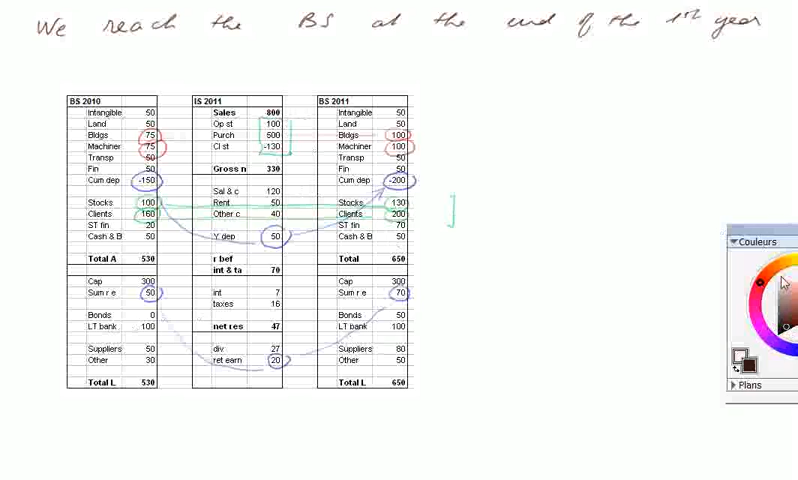 We reach the BS at the end of the 1st year
BS 2010 IS 2011 BS 2011
Intangible 50 Sales 800 Intangible 50
Land 50 Op st 100 Land 50
Bldgs 75 Purch 500 Bldgs 100
Machiner 75 Cl st -130 Machiner 100
Transp 50 Transp 50
Fin 50 Gross n 330 Fin 50
Cum dep -150 Cum dep -200
Sal & c 120
Stocks 100 Rent 50 Stocks 130
Clients 160 Other c 40 Clients 200
ST fin 20 ST fin 70
Cash & B 50 Y dep 50 Cash & B 50
Total A 530 r bef Total 650
int & ta 70
Cap 300 Cap 300
Sum r e 50 int 7 Sum r e 70
taxes 16
Bonds 0 Bonds 50
LT bank 100 net res 47 LT bank 100
Suppliers 50 div 27 Suppliers 80
Other 30 ret earn 20 Other 50
Total L 530 Total L 650
Couleurs
Plans